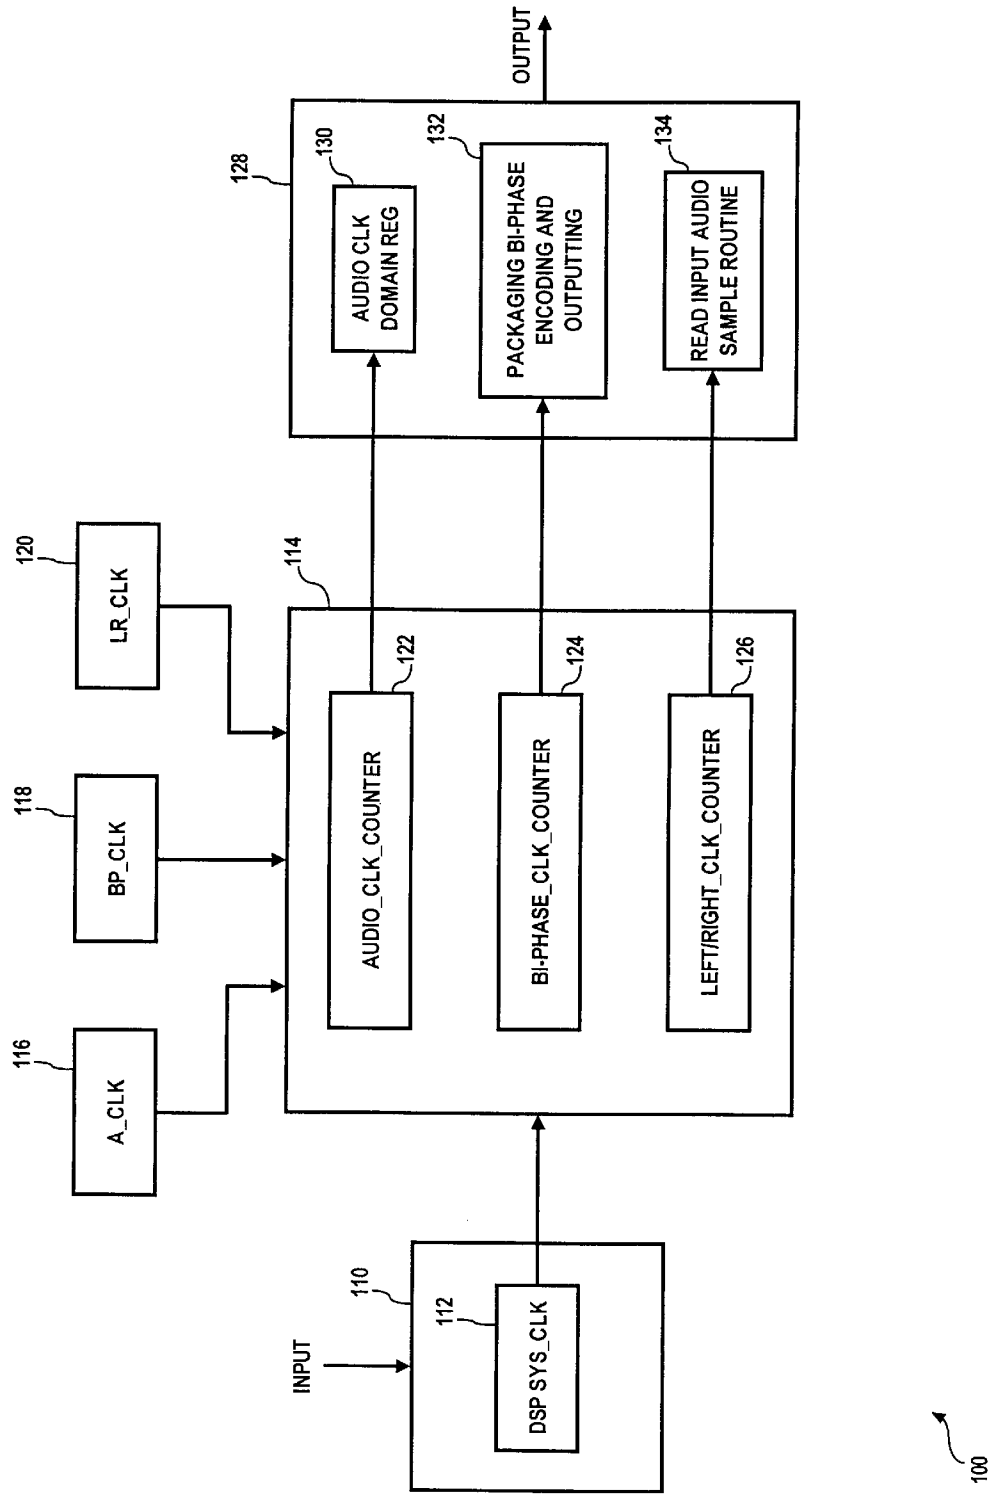 120
LR_CLK
118
BP_CLK
116
A_CLK
INPUT
110
112
DSP SYS_CLK
114
AUDIO_CLK_COUNTER
122
BI-PHASE_CLK_COUNTER
124
LEFT/RIGHT_CLK_COUNTER
126
128
130
AUDIO CLK
DOMAIN REG
132
PACKAGING BI-PHASE
ENCODING AND
OUTPUTTING
134
READ INPUT AUDIO
SAMPLE ROUTINE
OUTPUT
100